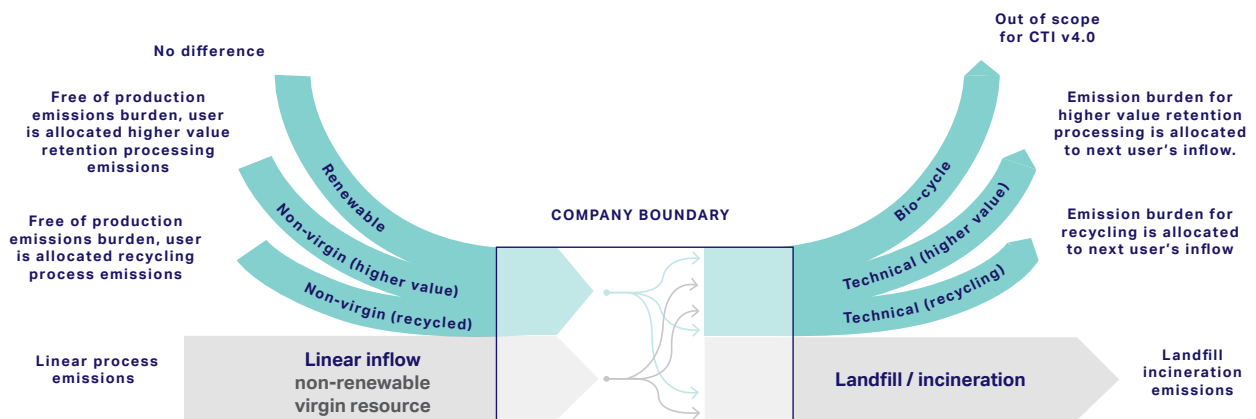 No difference
Free of production
emissions burden, user
is allocated higher value
retention processing
emissions
Free of production
emissions burden, user
is allocated recycling
process emissions
Linear process
emissions
Renewable
Non-virgin (higher value)
Non-virgin (recycled)
Linear inflow
non-renewable
virgin resource
COMPANY BOUNDARY
Bio-cycle
Technical (higher value)
Technical (recycling)
Landfill / incineration
Out of scope
for CTI v4.0
Emission burden for
higher value retention
processing is allocated
to next user's inflow.
Emission burden for
recycling is allocated
to next user's inflow
Landfill
incineration
emissions